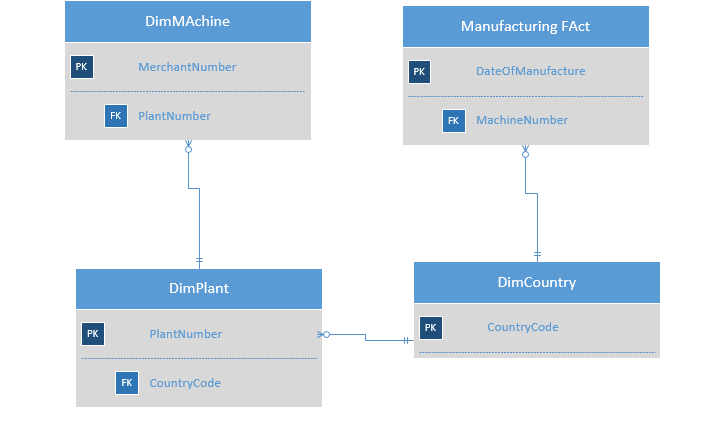 DimMAchine
PK MerchantNumber
FK PlantNumber
Manufacturing FAct
PK DateOfManufacture
FK MachineNumber
DimPlant
PK PlantNumber
FK CountryCode
DimCountry
PK CountryCode